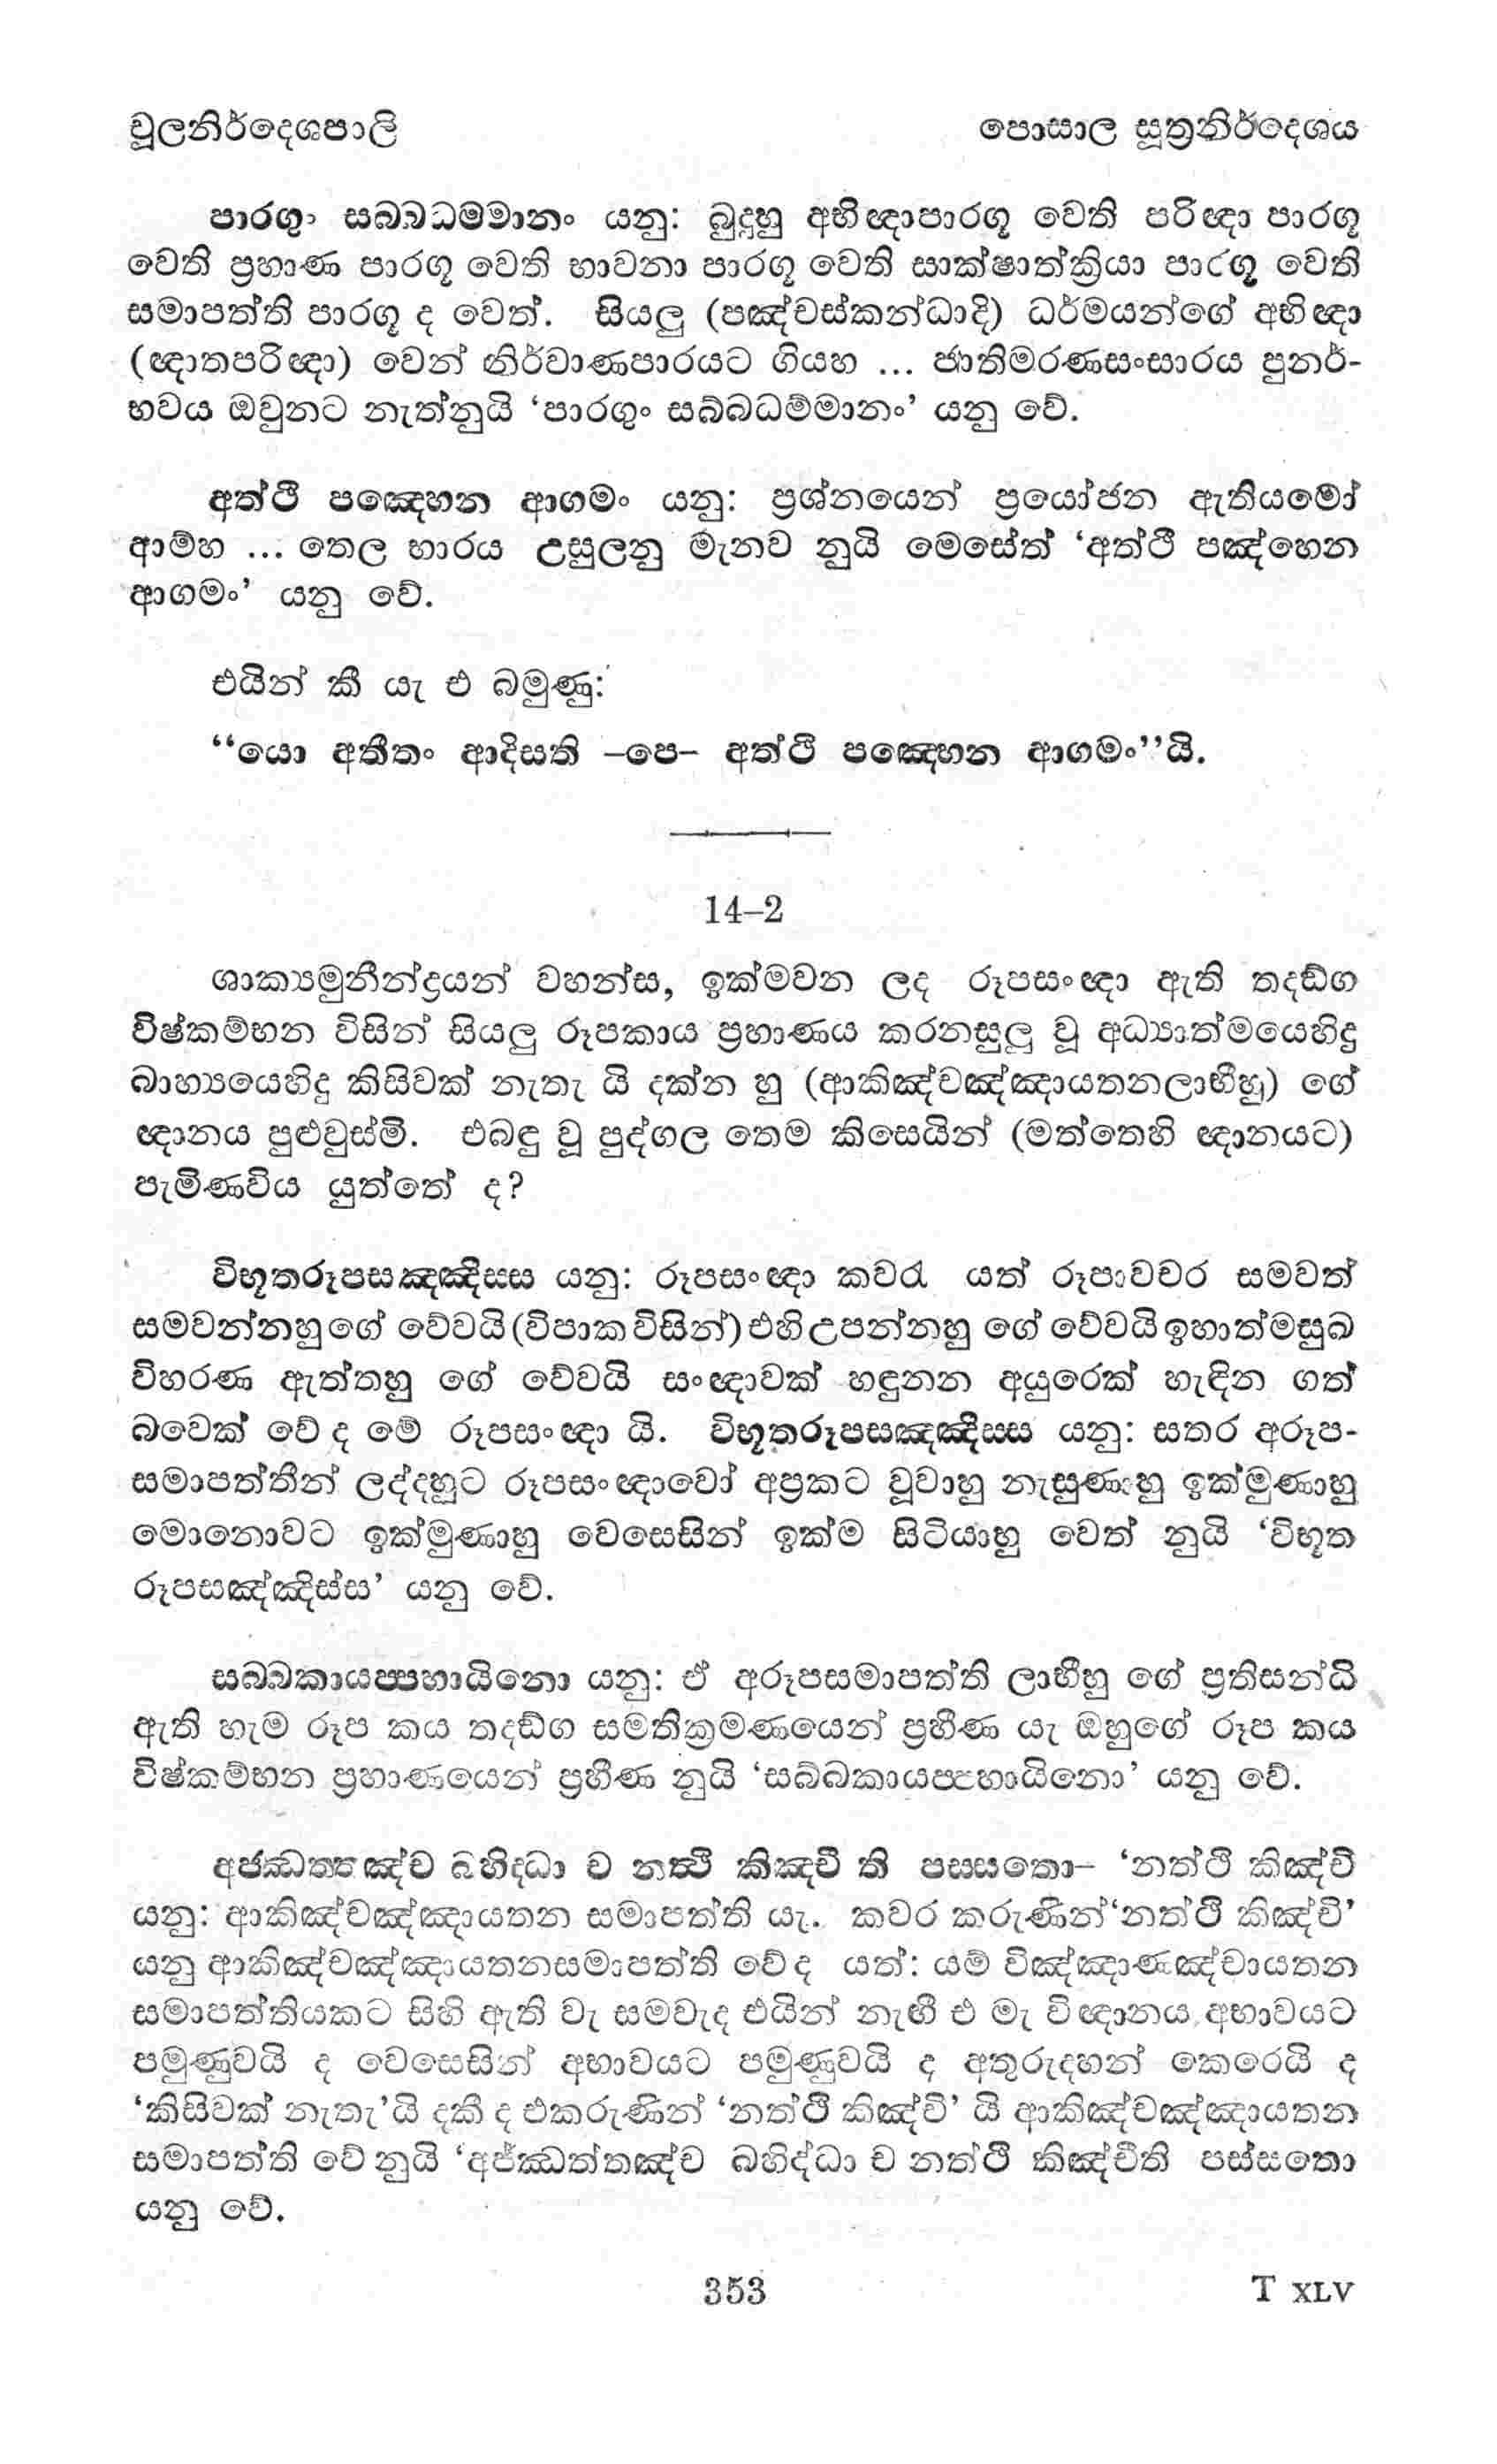 චූලනිර්දෙශපාලි
පොසාල සූත්‍රනිර්දෙශය
පාරගුං සබ්බධම්මානං යනු: බුදුහු අභිඥාපාරගූ වෙති පරිඥා පාරගූ
වෙති ප්‍රහාණ පාරගූ වෙති භාවනා පාරගූ වෙති සාක්ෂාත්ක්‍රියා පාරගූ වෙති
සමාපත්ති පාරගූ ද වෙත්. සියලු (පඤ්චස්කන්ධාදි) ධර්මයන්ගේ අභිඥා
(ඥාතපරිඥා) වෙන් නිර්වාණපාරයට ගියහ ... ජාතිමරණසංසාරය පුනර්-
භවය ඔවුනට නැත්නුයි ‘පාරගුං සබ්බධම්මානං’ යනු වේ.
අත්ථි පඤ්හෙන ආගමං යනු: ප්‍රශ්නයෙන් ප්‍රයෝජන ඇතියමෝ
ආම්හ ... තෙල භාරය උසුලනු මැනව නුයි මෙසේත් ‘අත්ථි පඤ්හෙන
ආගමං’ යනු වේ.
එයින් කී යැ එ බමුණු:
“යො අතීතං ආදිසති –පෙ– අත්ථි පඤ්හෙන ආගමං”යි.
14–2
ශාක්‍යමුනීන්ද්‍රයන් වහන්ස, ඉක්මවන ලද රූපසංඥා ඇති තදඞ්ග
විෂ්කම්භන විසින් සියලු රූපකාය ප්‍රහාණය කරනසුලු වූ අධ්‍යාත්මයෙහිදු
බාහ්‍යයෙහිදු කිසිවක් නැතැ යි දක්න හු (ආකිඤ්චඤ්ඤායතනලාභීහු) ගේ
ඥානය පුළුවුස්මි. එබඳු වූ පුද්ගල තෙම කිසෙයින් (මත්තෙහි ඥානයට)
පැමිණවිය යුත්තේ ද?
විභූතරූපසඤ්ඤිස්ස යනු: රූපසංඥා කවරැ යත් රූපාවචර සමවත්
සමවන්නහුගේ වේවයි (විපාක විසින්) එහි උපන්නහු ගේ වේවයි ඉහාත්මසුඛ
විහරණ ඇත්තහු ගේ වේවයි සංඥාවක් හඳුනන අයුරෙක් හැඳින ගත්
බවෙක් වේ ද මේ රූපසංඥා යි. විභූතරූපසඤ්ඤිස්ස යනු: සතර අරූප-
සමාපත්තීන් ලද්දහුට රූපසංඥාවෝ අප්‍රකට වූවාහු නැසුණාහු ඉක්මුණාහු
මොනොවට ඉක්මුණාහු වෙසෙසින් ඉක්ම සිටියාහු වෙත් නුයි ‘විභූත
රූපසඤ්ඤිස්ස’ යනු වේ.
සබ්බකායප්පහායිනො යනු: ඒ අරූපසමාපත්ති ලාභීහු ගේ ප්‍රතිසන්ධි
ඇති හැම රූප කය තදඞ්ග සමතික්‍රමණයෙන් ප්‍රහීණ යැ ඔහුගේ රූප කය
විෂ්කම්භන ප්‍රහාණයෙන් ප්‍රහීණ නුයි ‘සබ්බකායප්පහායිනො’ යනු වේ.
අජ්ඣත්තඤ්ච බහිද්ධා ච නත්ථි කිඤ්චි ති පස්සතො– ‘නත්ථි කිඤ්චි
යනු: ආකිඤ්චඤ්ඤායතන සමාපත්ති යැ. කවර කරුණින් ‘නත්ථි කිඤ්චි’
යනු ආකිඤ්චඤ්ඤායතනසමාපත්ති වේ ද යත්: යම් විඤ්ඤාණඤ්චායතන
සමාපත්තියකට සිහි ඇති වැ සමවැද එයින් නැඟී එ මැ විඥානය අභාවයට
පමුණුවයි ද වෙසෙසින් අභාවයට පමුණුවයි ද අතුරුදහන් කෙරෙයි ද
‘කිසිවක් නැතැ’යි දකී ද එකරුණින් ‘නත්ථි කිඤ්චි’ යි ආකිඤ්චඤ්ඤායතන
සමාපත්ති වේ නුයි ‘අජ්ඣත්තඤ්ච බහිද්ධා ච නත්ථි කිඤ්චීති පස්සතො
යනු වේ.
353
T XLV